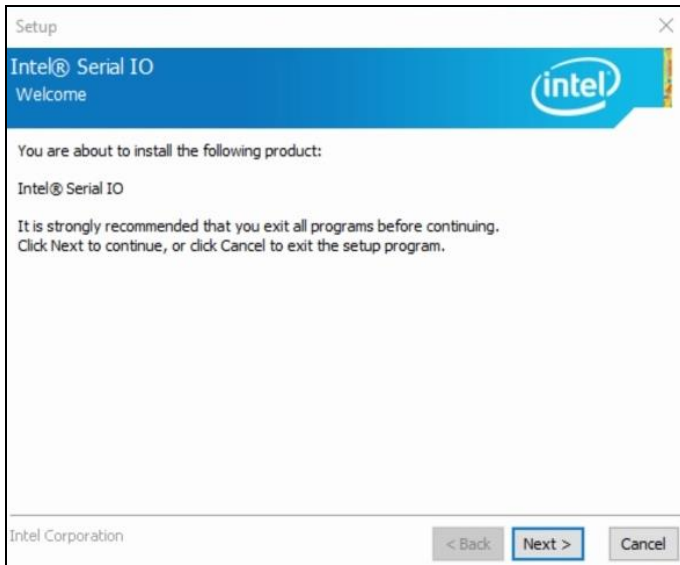 Setup
Intel® Serial IO
Welcome
intel
You are about to install the following product:
Intel® Serial IO
It is strongly recommended that you exit all programs before continuing.
Click Next to continue, or click Cancel to exit the setup program.
Intel Corporation
< Back Next > Cancel